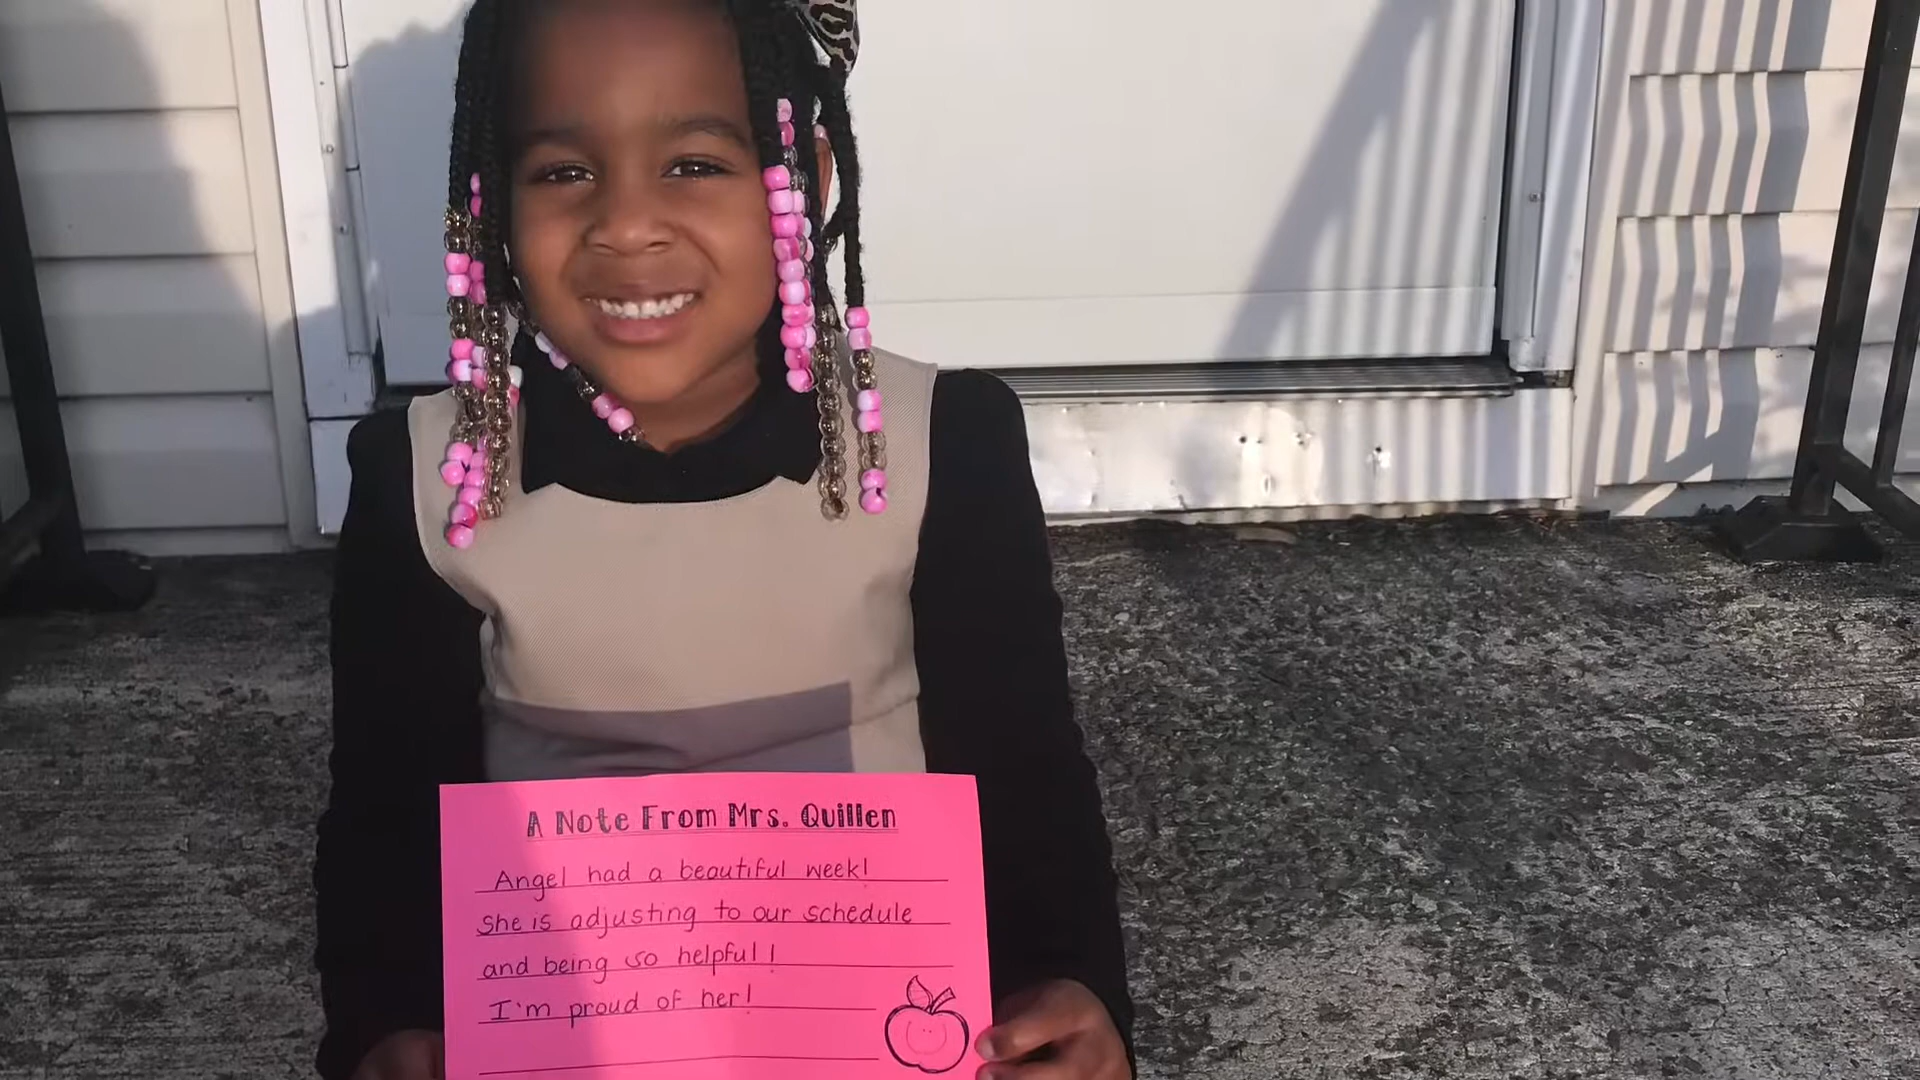 A Note From Mrs. Quillen
Angel had a beautiful week!
She is adjusting to our schedule
and being so helpful!
I'm proud of her!